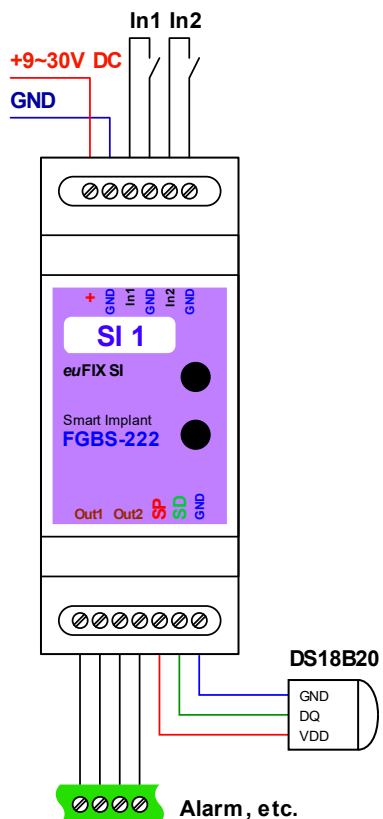 In1 In2
+9~30V DC
GND
+ GND In1 GND In2 GND
SI 1
euFIX SI
Smart Implant
FGBS-222
Out1 Out2 SP SD GND
DS18B20
GND
DQ
VDD
Alarm, etc.